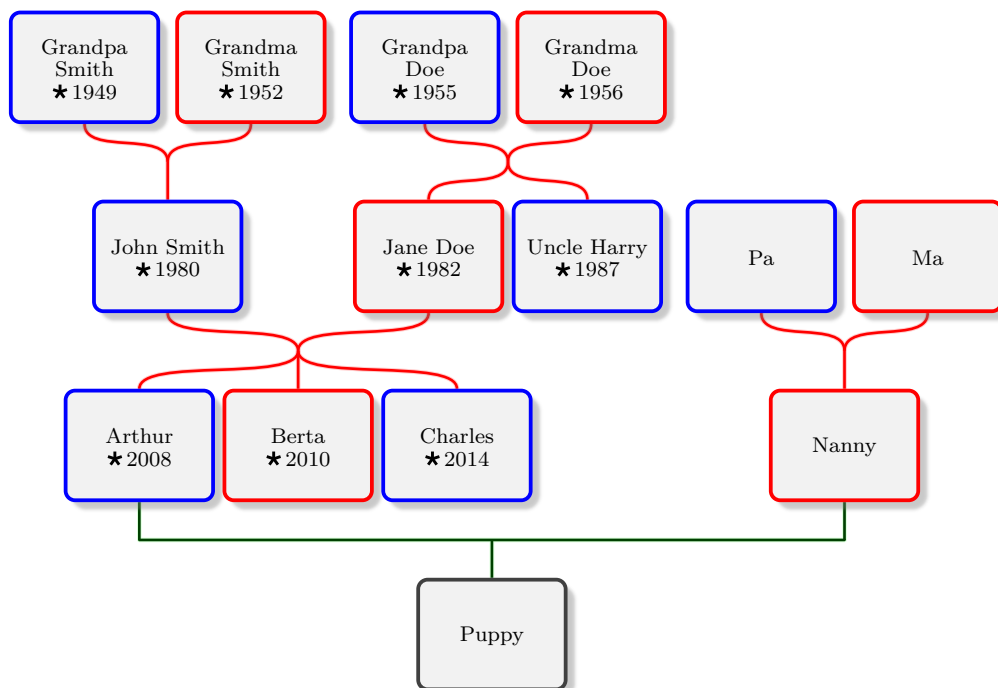 Grandpa
Smith
★ 1949
Grandma
Smith
★ 1952
Grandpa
Doe
★ 1955
Grandma
Doe
★ 1956
John Smith
★ 1980
Jane Doe
★ 1982
Uncle Harry
★ 1987
Pa
Ma
Arthur
★ 2008
Berta
★ 2010
Charles
★ 2014
Nanny
Puppy